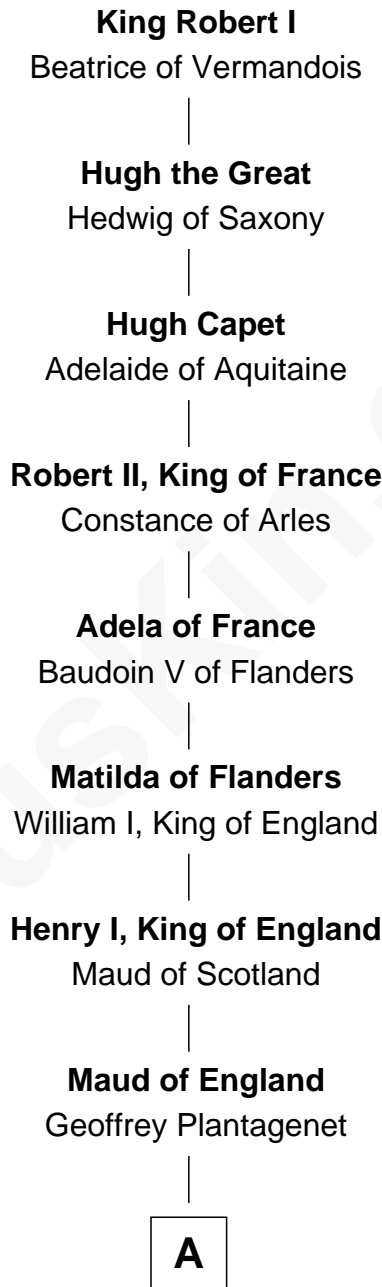 King Robert I
Beatrice of Vermandois
Hugh the Great
Hedwig of Saxony
Hugh Capet
Adelaide of Aquitaine
Robert II, King of France
Constance of Arles
Adela of France
Baudoin V of Flanders
Matilda of Flanders
William I, King of England
Henry I, King of England
Maud of Scotland
Maud of England
Geoffrey Plantagenet
A